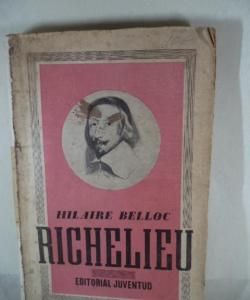 HILAIRE BELLOC
RICHELIEU
EDITORIAL JUVENTUD